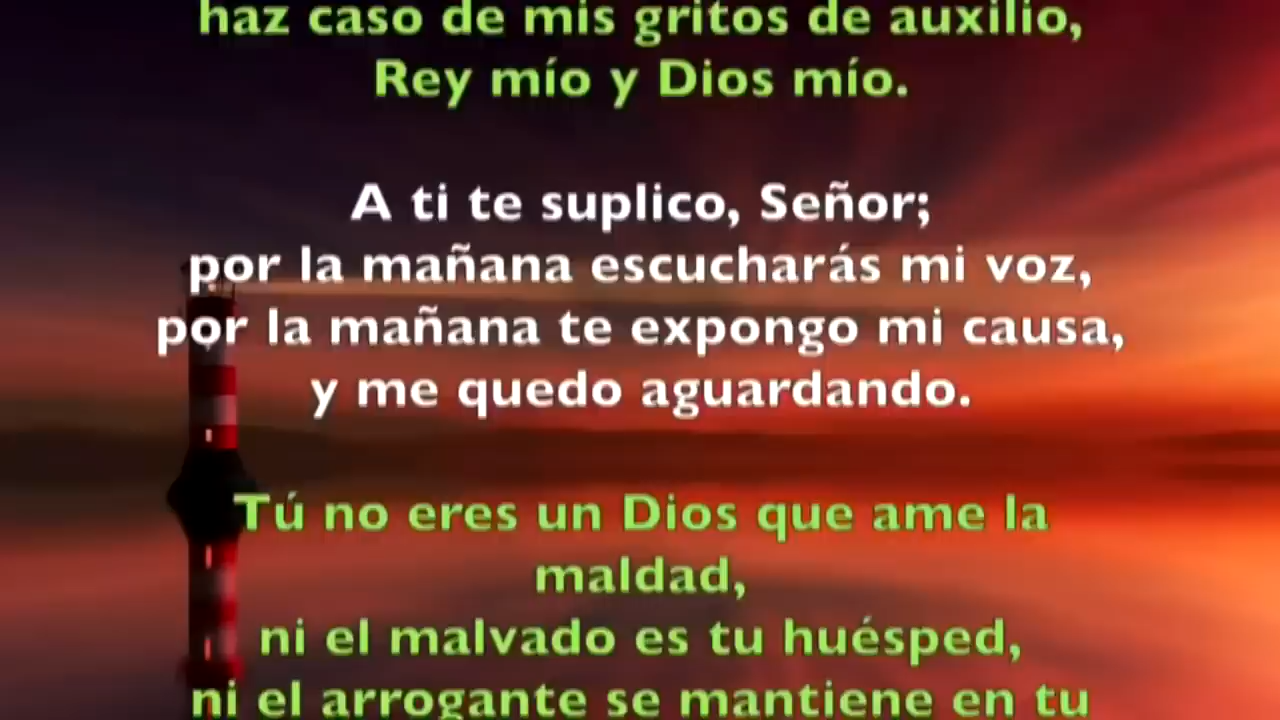 haz caso de mis gritos de auxilio,
Rey mío y Dios mío.
A ti te suplico, Señor;
por la mañana escucharás mi voz,
por la mañana te expongo mi causa,
y me quedo aguardando.
Tú no eres un Dios que ame la
maldad,
ni el malvado es tu huésped,
ni el arrogante se mantiene en tu